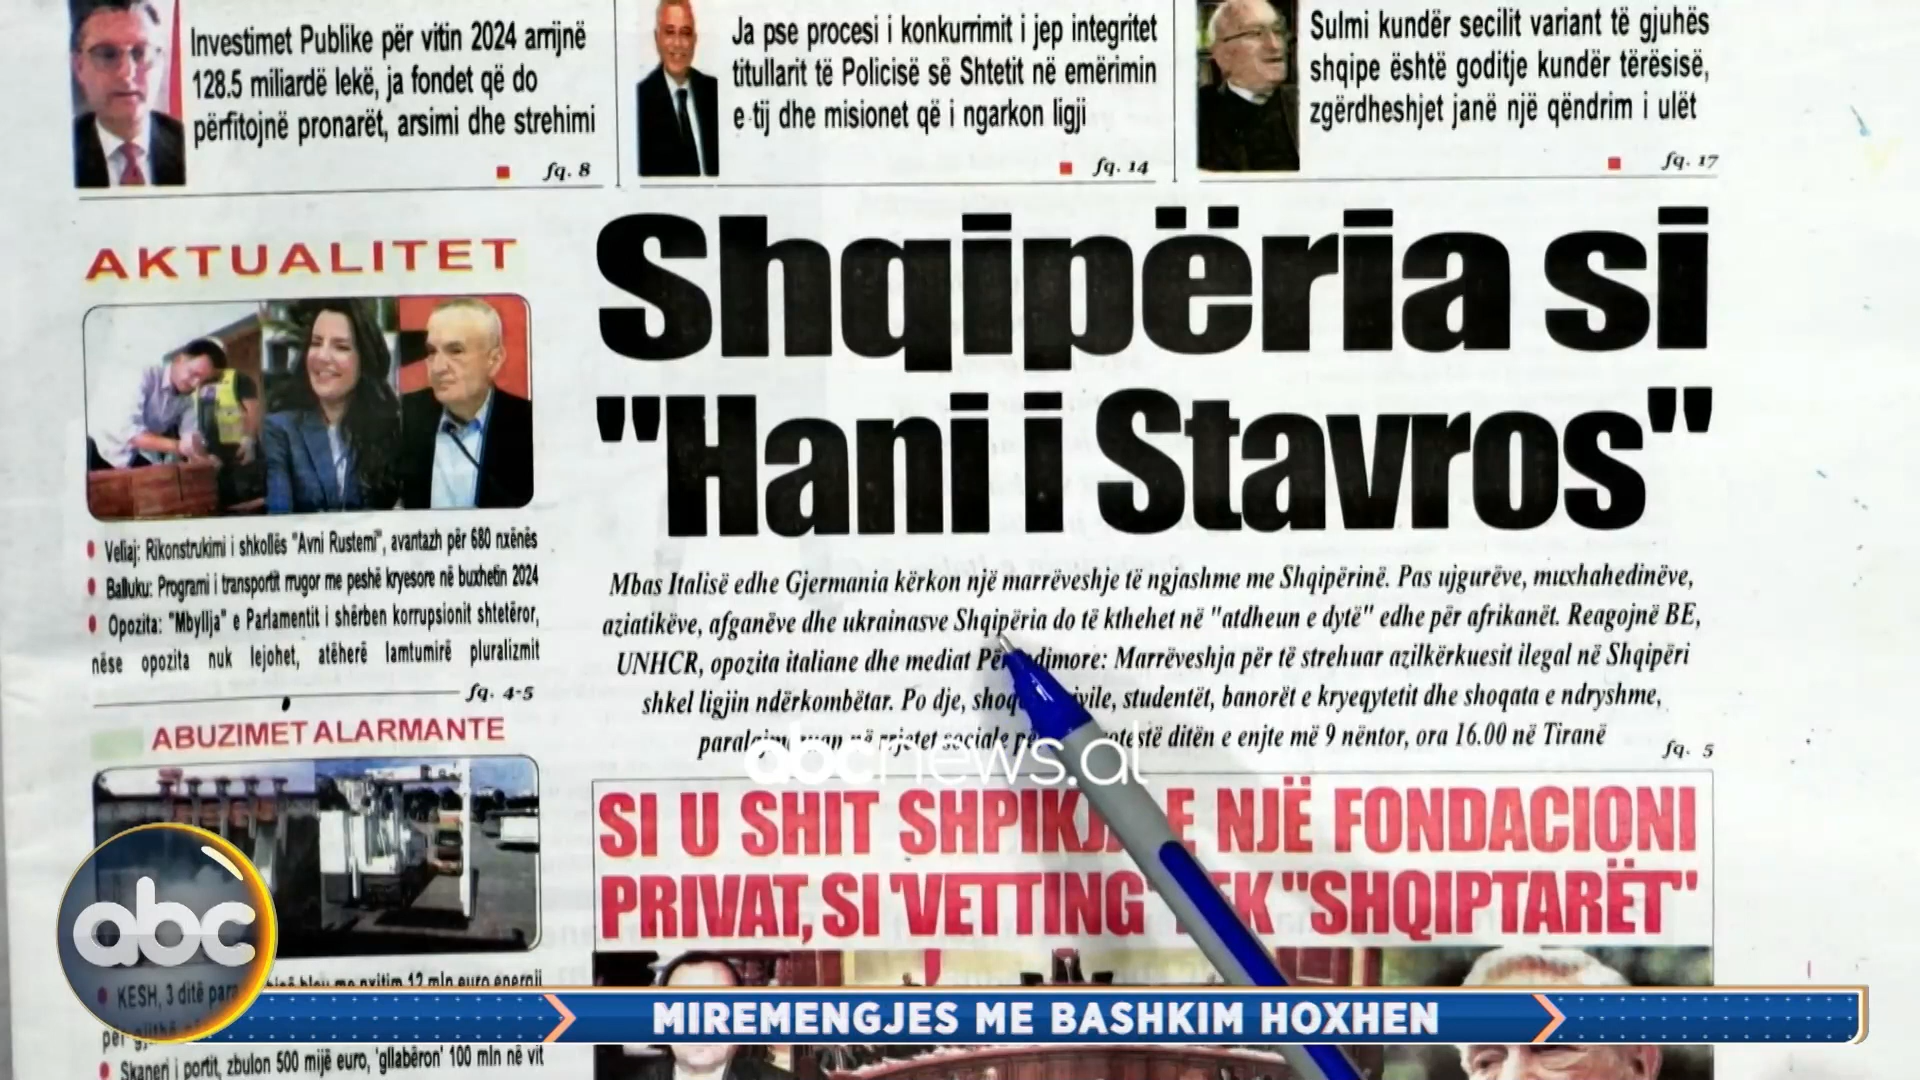 Investimet Publike për vitin 2024 arrijnë
128.5 miliardë lekë, ja fondet që do
përfitojnë pronarët, arsimi dhe strehimi
fq. 8
Ja pse procesi i konkurrimit i jep integritet
titullarit të Policisë së Shtetit në emërimin
e tij dhe misionet që i ngarkon ligji
fq. 14
Sulmi kundër secilit variant të gjuhës
shqipe është goditje kundër tërësisë,
zgërdheshjet janë një qëndrim i ulët
fq. 17
AKTUALITET
Veliaj: Rikonstruksioni i shkollës "Avni Rustemi", avantazh për 680 nxënës
Balluku: Programi i transportit rrugor me peshë kryesore në buxhetin 2024
Opozita: "Mbyllja" e Parlamentit i shërben korrupsionit shtetëror,
nëse opozita nuk lejohet, atëherë lamtumirë pluralizmit
fq. 4-5
ABUZIMET ALARMANTE
KESH, 3 ditë para
12 mln euro energji
Skaneri i portit, zbulon 500 mijë euro, 'gllabëron' 100 mln në vit
Shqipëria si
"Hani i Stavros"
Mbas Italisë edhe Gjermania kërkon një marrëveshje të ngjashme me Shqipërinë. Pas ujgurëve, muxhahedinëve,
aziatikëve, afganëve dhe ukrainasve Shqipëria do të kthehet në "atdheun e dytë" edhe për afrikanët. Reagojnë BE,
UNHCR, opozita italiane dhe mediat Marrëveshja për të strehuar azilkërkuesit ilegal në Shqipëri
shkel ligjin ndërkombëtar. Po dje, studentët, banorët e kryeqytetit dhe shoqata e ndryshme,
në rrjetet sociale ditën e enjte më 9 nëntor, ora 16.00 në Tiranë
fq. 5
abcnews.al
SI U SHIT E NJË FONDACIONI
PRIVAT, SI 'VETTING' "SHQIPTARËT"
abc
MIREMENGJES ME BASHKIM HOXHEN